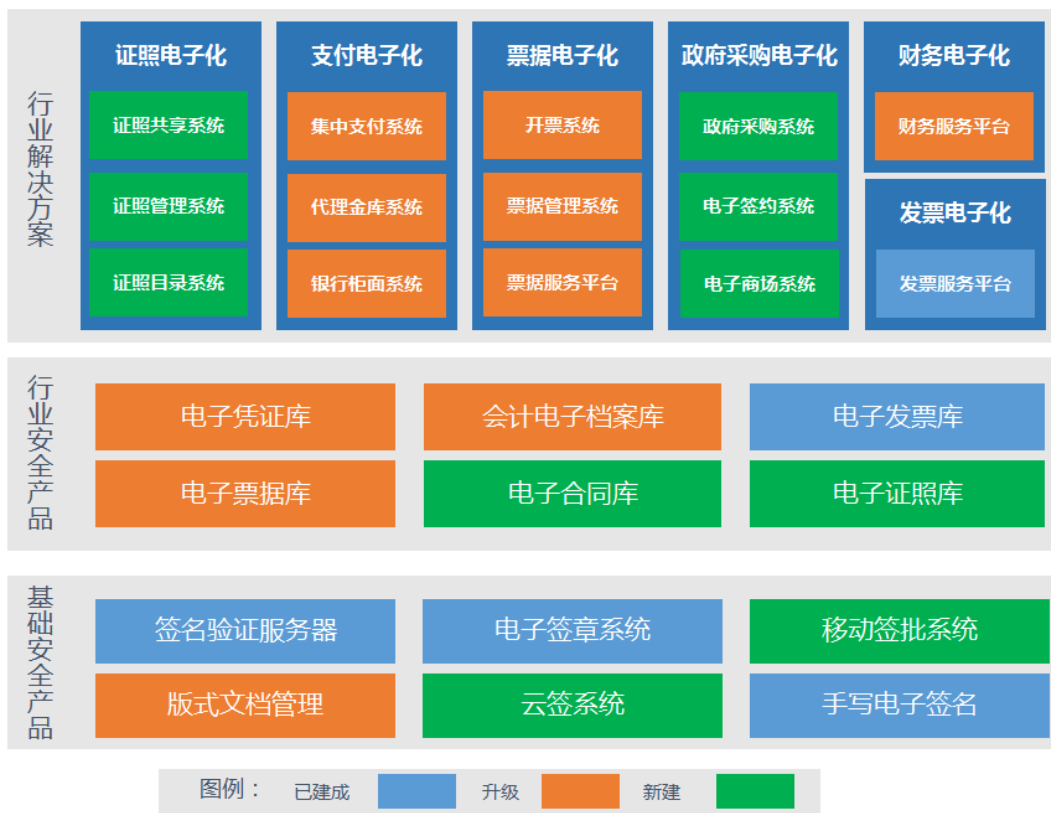 行业解决方案
证照电子化
证照共享系统
证照管理系统
证照目录系统
支付电子化
集中支付系统
代理金库系统
银行柜面系统
票据电子化
开票系统
票据管理系统
票据服务平台
政府采购电子化
政府采购系统
电子签约系统
电子商场系统
财务电子化
财务服务平台
发票电子化
发票服务平台
行业安全产品
电子凭证库
会计电子档案库
电子发票库
电子票据库
电子合同库
电子证照库
基础安全产品
签名验证服务器
电子签章系统
移动签批系统
版式文档管理
云签系统
手写电子签名
图例： 已建成 升级 新建